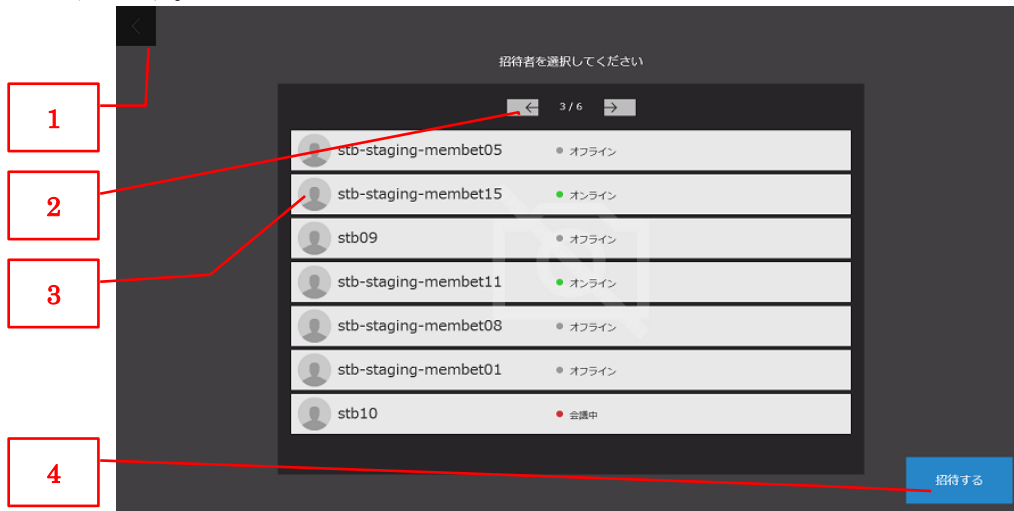 招待者を選択してください
1
← 3 / 6 →
stb-staging-membet05 オフライン
2
stb-staging-membet15 オンライン
stb09 オフライン
3
stb-staging-membet11 オンライン
stb-staging-membet08 オフライン
stb-staging-membet01 オフライン
stb10 会議中
4
招待する